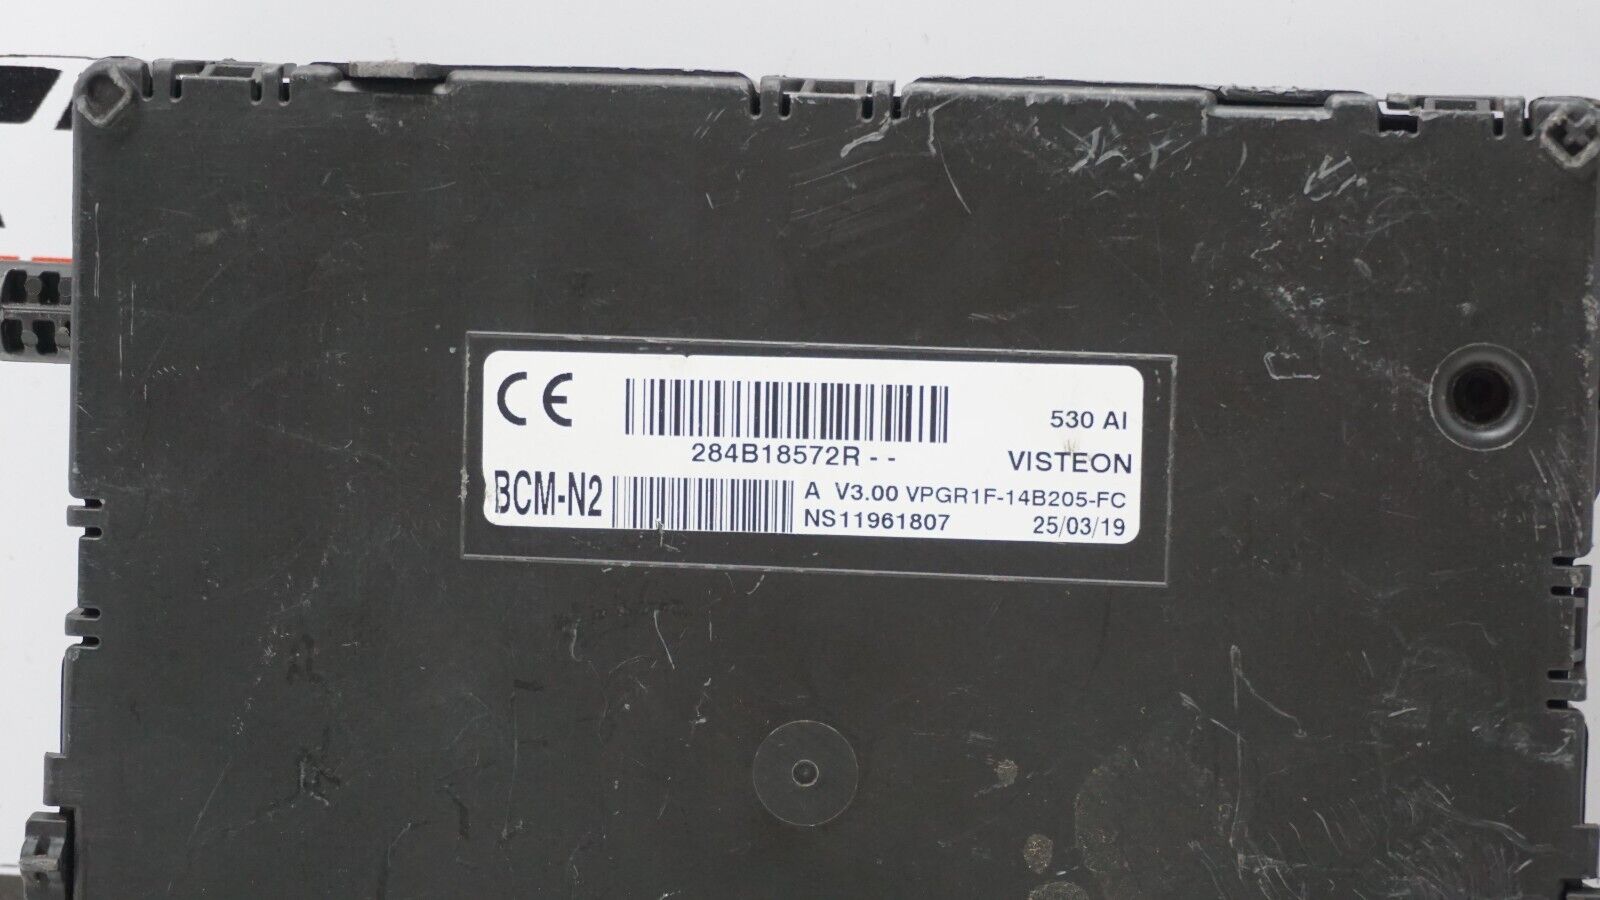 CE
530 AI
284B18572R - -
VISTEON
BCM-N2
A V3.00 VPGR1F-14B205-FC
NS11961807 25/03/19